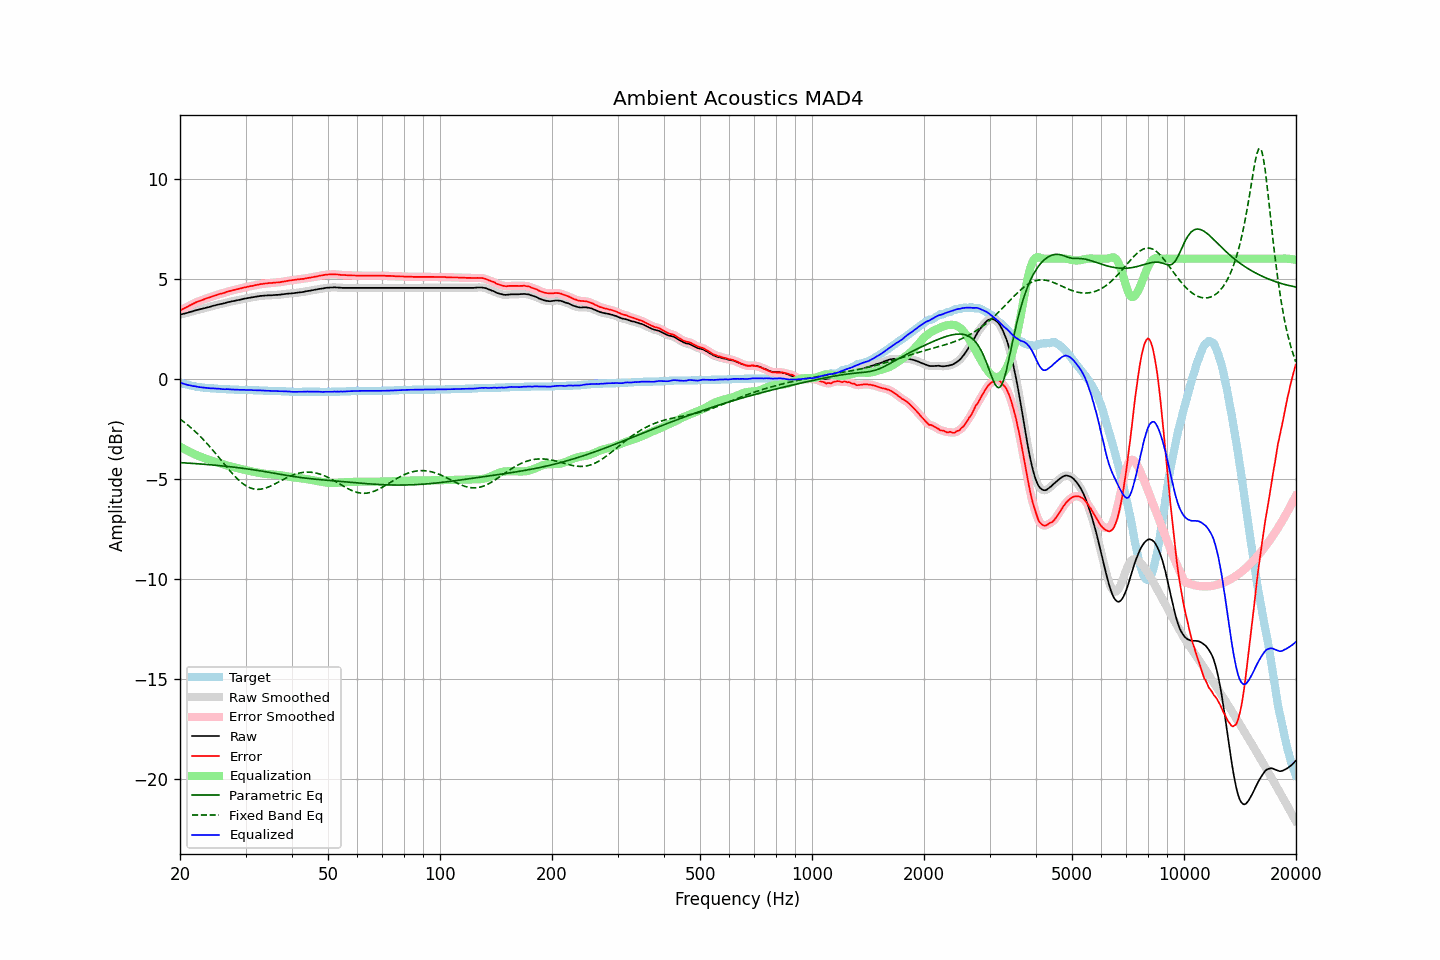 Ambient Acoustics MAD4
Amplitude (dBr)
10
5
0
−5
−10
−15
−20
Target
Raw Smoothed
Error Smoothed
Raw
Error
Equalization
Parametric Eq
Fixed Band Eq
Equalized
20 50 100 200 500 1000 2000 5000 10000 20000
Frequency (Hz)